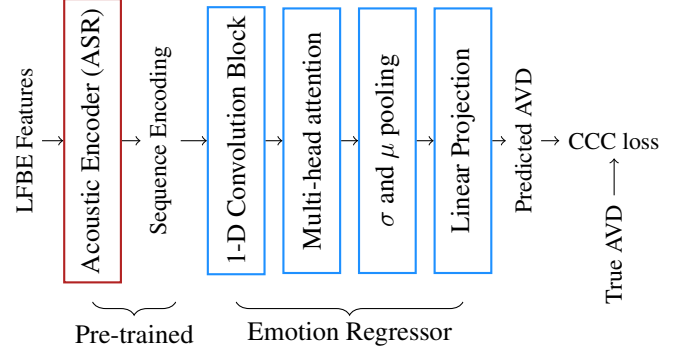 LFBE Features
Acoustic Encoder (ASR)
Sequence Encoding
1-D Convolution Block
Multi-head attention
σ and μ pooling
Linear Projection
Predicted AVD
CCC loss
True AVD
Pre-trained
Emotion Regressor